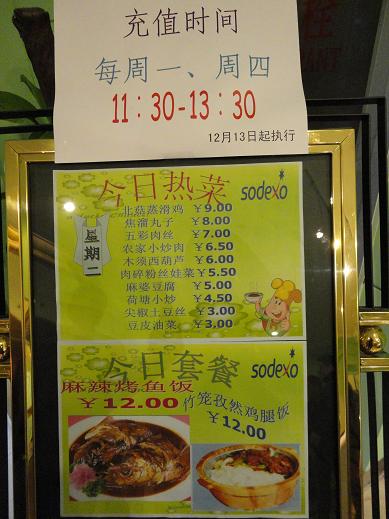 充值时间
每周一、周四
11:30-13:30
12月13日起执行
今日热菜
sodexo
星期二
北菇蒸滑鸡 ￥9.00
焦溜丸子 ￥8.00
五彩肉丝 ￥7.00
农家小炒肉 ￥6.50
木须西葫芦 ￥6.00
肉碎粉丝娃菜 ￥5.50
麻婆豆腐 ￥5.00
荷塘小炒 ￥4.50
尖椒土豆丝 ￥3.00
豆皮油菜 ￥3.00
今日套餐
sodexo
麻辣烤鱼饭
￥12.00
竹笼孜然鸡腿饭
￥12.00